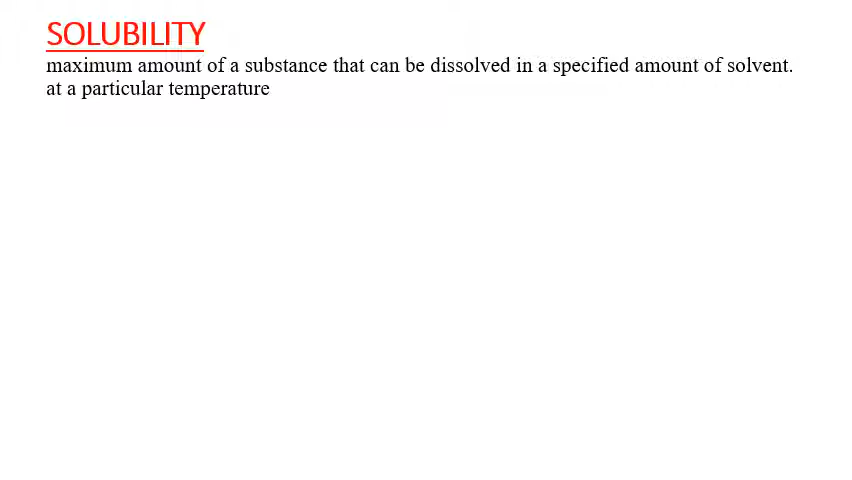 SOLUBILITY
maximum amount of a substance that can be dissolved in a specified amount of solvent.
at a particular temperature